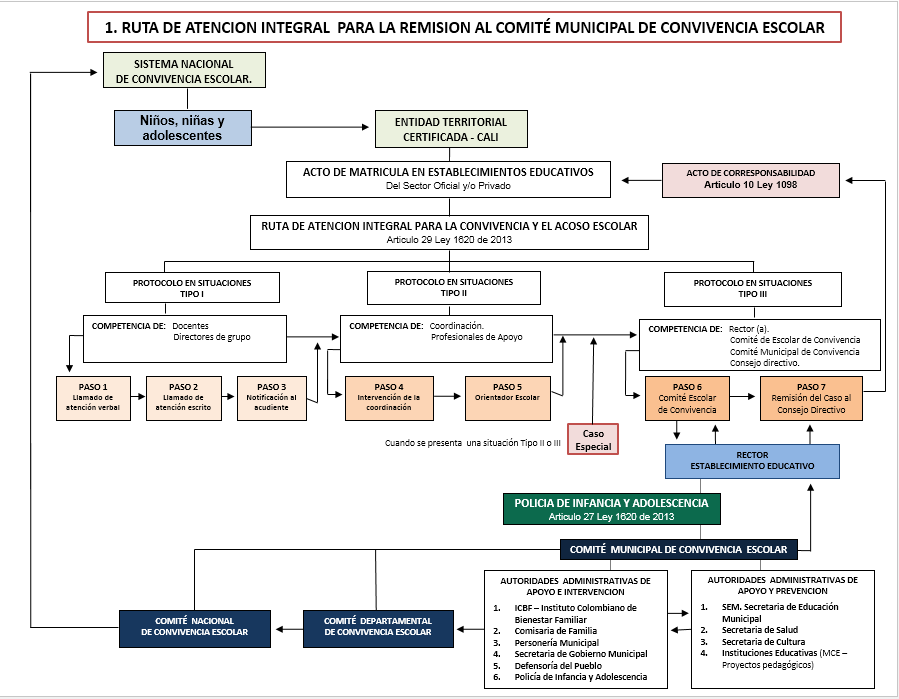 1. RUTA DE ATENCION INTEGRAL PARA LA REMISION AL COMITÉ MUNICIPAL DE CONVIVENCIA ESCOLAR
SISTEMA NACIONAL
DE CONVIVENCIA ESCOLAR.
Niños, niñas y
adolescentes
ENTIDAD TERRITORIAL
CERTIFICADA - CALI
ACTO DE MATRICULA EN ESTABLECIMIENTOS EDUCATIVOS
Del Sector Oficial y/o Privado
ACTO DE CORRESPONSABILIDAD
Artículo 10 Ley 1098
RUTA DE ATENCION INTEGRAL PARA LA CONVIVENCIA Y EL ACOSO ESCOLAR
Articulo 29 Ley 1620 de 2013
PROTOCOLO EN SITUACIONES
TIPO I
PROTOCOLO EN SITUACIONES
TIPO II
PROTOCOLO EN SITUACIONES
TIPO III
COMPETENCIA DE: Docentes
Directores de grupo
COMPETENCIA DE: Coordinación.
Profesionales de Apoyo
COMPETENCIA DE: Rector (a).
Comité de Escolar de Convivencia
Comité Municipal de Convivencia
Consejo directivo.
PASO 1
Llamado de
atención verbal
PASO 2
Llamado de
atención escrito
PASO 3
Notificación al
acudiente
PASO 4
Intervención de la
coordinación
PASO 5
Orientador Escolar
PASO 6
Comité Escolar
de Convivencia
PASO 7
Remisión del Caso al
Consejo Directivo
Cuando se presenta una situación Tipo II o III
Caso
Especial
RECTOR
ESTABLECIMIENTO EDUCATIVO
POLICIA DE INFANCIA Y ADOLESCENCIA
Articulo 27 Ley 1620 de 2013
COMITÉ MUNICIPAL DE CONVIVENCIA ESCOLAR
COMITÉ NACIONAL
DE CONVIVENCIA ESCOLAR
COMITÉ DEPARTAMENTAL
DE CONVIVENCIA ESCOLAR
AUTORIDADES ADMINISTRATIVAS DE
APOYO E INTERVENCION
1. ICBF – Instituto Colombiano de
Bienestar Familiar
2. Comisaria de Familia
3. Personería Municipal
4. Secretaria de Gobierno Municipal
5. Defensoría del Pueblo
6. Policía de Infancia y Adolescencia
AUTORIDADES ADMINISTRATIVAS DE
APOYO Y PREVENCION
1. SEM. Secretaria de Educación
Municipal
2. Secretaria de Salud
3. Secretaria de Cultura
4. Instituciones Educativas (MCE –
Proyectos pedagógicos)